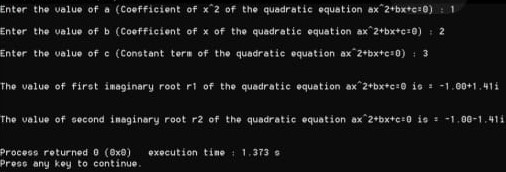 Enter the value of a (Coefficient of x^2 of the quadratic equation ax^2+bx+c=0) : 1
Enter the value of b (Coefficient of x of the quadratic equation ax^2+bx+c=0) : 2
Enter the value of c (Constant term of the quadratic equation ax^2+bx+c=0) : 3
The value of first imaginary root r1 of the quadratic equation ax^2+bx+c=0 is = -1.00+1.41i
The value of second imaginary root r2 of the quadratic equation ax^2+bx+c=0 is = -1.00-1.41i
Process returned 0 (0x0)   execution time : 1.373 s
Press any key to continue.